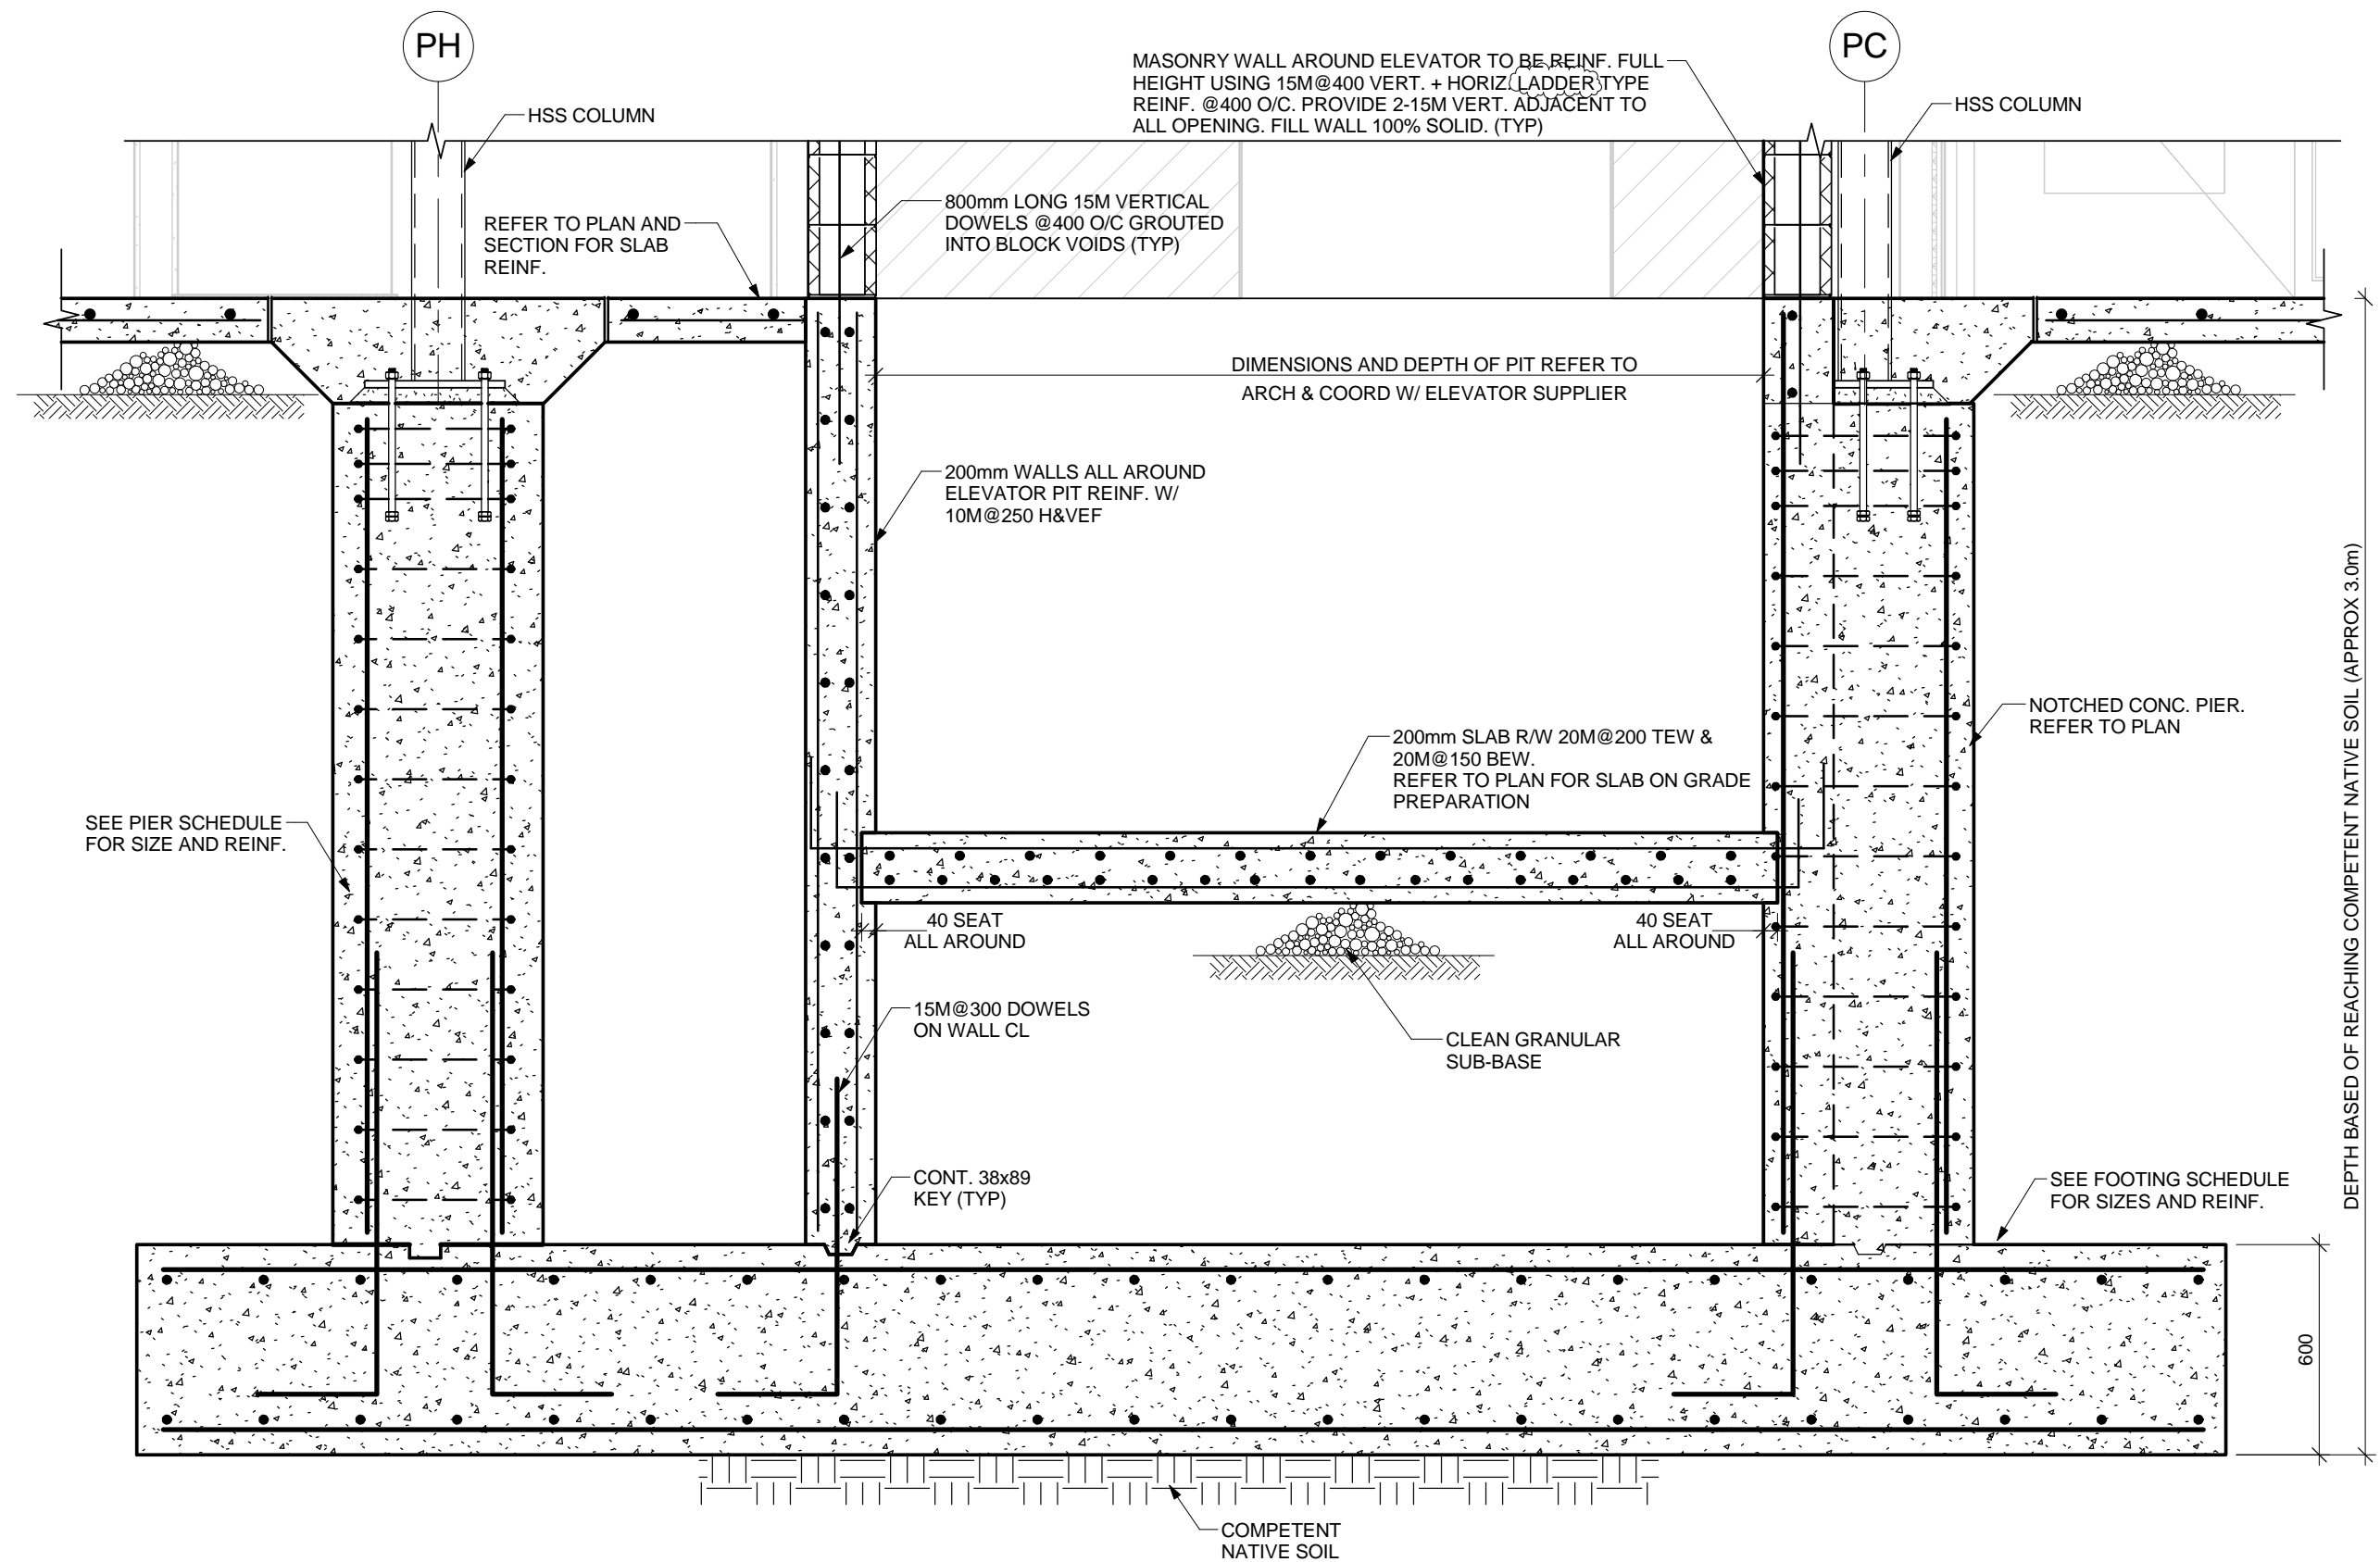 PH
PC
MASONRY WALL AROUND ELEVATOR TO BE REINF. FULL
HEIGHT USING 15M@400 VERT. + HORIZ. LADDER TYPE
REINF. @400 O/C. PROVIDE 2-15M VERT. ADJACENT TO
ALL OPENING. FILL WALL 100% SOLID. (TYP)
HSS COLUMN
HSS COLUMN
800mm LONG 15M VERTICAL
DOWELS @400 O/C GROUTED
INTO BLOCK VOIDS (TYP)
REFER TO PLAN AND
SECTION FOR SLAB
REINF.
DIMENSIONS AND DEPTH OF PIT REFER TO
ARCH & COORD W/ ELEVATOR SUPPLIER
200mm WALLS ALL AROUND
ELEVATOR PIT REINF. W/
10M@250 H&VEF
NOTCHED CONC. PIER.
REFER TO PLAN
200mm SLAB R/W 20M@200 TEW &
20M@150 BEW.
REFER TO PLAN FOR SLAB ON GRADE
PREPARATION
SEE PIER SCHEDULE
FOR SIZE AND REINF.
40 SEAT
ALL AROUND
40 SEAT
ALL AROUND
15M@300 DOWELS
ON WALL CL
CLEAN GRANULAR
SUB-BASE
CONT. 38x89
KEY (TYP)
SEE FOOTING SCHEDULE
FOR SIZES AND REINF.
DEPTH BASED OF REACHING COMPETENT NATIVE SOIL (APPROX 3.0m)
600
COMPETENT
NATIVE SOIL